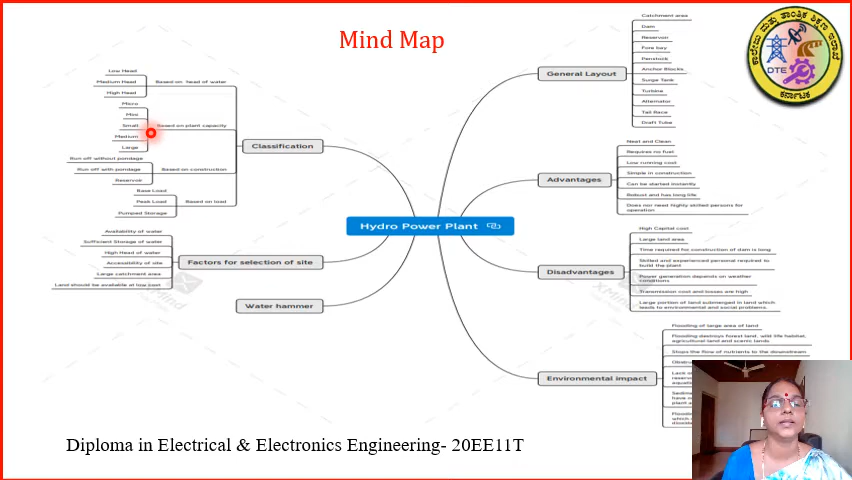 Mind Map
Low Head
Medium Head
High Head
Based on head of water
Micro
Mini
Small
Medium
Large
Based on plant capacity
Run off without pondage
Run off with pondage
Reservoir
Based on construction
Base Load
Peak Load
Pumped Storage
Based on load
Classification
Availability of water
Sufficient Storage of water
High Head of water
Accessibility of site
Large catchment area
Land should be available at low cost
Factors for selection of site
Water hammer
Hydro Power Plant
General Layout
Catchment area
Dam
Reservoir
Fore bay
Penstock
Anchor Blocks
Surge Tank
Turbine
Alternator
Tail Race
Draft Tube
Advantages
Neat and Clean
Requires no fuel
Low running cost
Simple in construction
Can be started instantly
Robust and has long life
Does nor need highly skilled persons for
operation
Disadvantages
High Capital cost
Large land area
Time required for construction of dam is long
Skilled and experienced personal required to
build the plant
Power generation depends on weather
conditions
Transmission cost and losses are high
Large portion of land submerged in land which
leads to environmental and social problems.
Environmental impact
Flooding of large area of land
Flooding destroys forest land, wild life habitat,
agricultural land and scenic lands.
Stops the flow of nutrients to the downstream
XMind
XMind
DTE
ಕರ್ನಾಟಕ
Diploma in Electrical & Electronics Engineering- 20EE11T